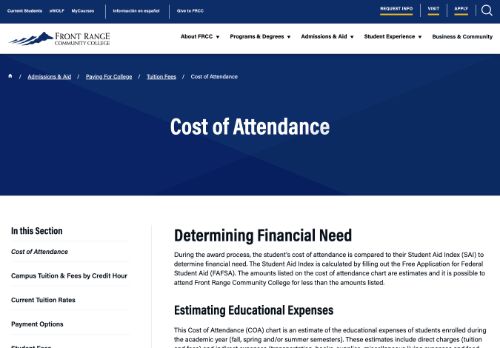 Current Students eWOLF MyCourses Información en español Give to FRCC REQUEST INFO VISIT APPLY
FRONT RANGE
COMMUNITY COLLEGE
About FRCC Programs & Degrees Admissions & Aid Student Experience Business & Community
/ Admissions & Aid / Paying For College / Tuition Fees / Cost of Attendance
Cost of Attendance
In this Section
Cost of Attendance
Campus Tuition & Fees by Credit Hour
Current Tuition Rates
Payment Options
Student Fees
Determining Financial Need
During the award process, the student's cost of attendance is compared to their Student Aid Index (SAI) to
determine financial need. The Student Aid Index is calculated by filling out the Free Application for Federal
Student Aid (FAFSA). The amounts listed on the cost of attendance chart are estimates and it is possible to
attend Front Range Community College for less than the amounts listed.
Estimating Educational Expenses
This Cost of Attendance (COA) chart is an estimate of the educational expenses of students enrolled during
the academic year (fall, spring and/or summer semesters). These estimates include direct charges (tuition